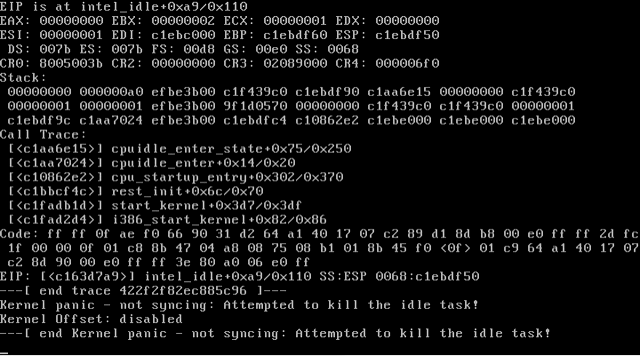 EIP is at intel_idle+0xa9/0x110
EAX: 00000000 EBX: 00000002 ECX: 00000001 EDX: 00000000
ESI: 00000001 EDI: c1ebc000 EBP: c1ebdf60 ESP: c1ebdf50
 DS: 007b ES: 007b FS: 00d8 GS: 00e0 SS: 0068
CR0: 8005003b CR2: 00000000 CR3: 02089000 CR4: 000006f0
Stack:
 00000000 000000a0 efbe3b00 c1f439c0 c1ebdf90 c1aa6e15 00000000 c1f439c0
 00000001 00000001 efbe3b00 9f1d0570 00000000 c1f439c0 c1f439c0 00000001
 c1ebdf9c c1aa7024 efbe3b00 c1ebdfc4 c10862e2 c1ebe000 c1ebe000 c1ebe000
Call Trace:
 [<c1aa6e15>] cpuidle_enter_state+0x75/0x250
 [<c1aa7024>] cpuidle_enter+0x14/0x20
 [<c10862e2>] cpu_startup_entry+0x302/0x370
 [<c1bbcf4c>] rest_init+0x6c/0x70
 [<c1fadb1d>] start_kernel+0x3d7/0x3df
 [<c1fad2d4>] i386_start_kernel+0x82/0x86
Code: ff ff 0f ae f0 66 90 31 d2 64 a1 40 17 07 c2 89 d1 8d b8 00 e0 ff ff 2d fc
 1f 00 00 0f 01 c8 8b 47 04 a8 08 75 08 b1 01 8b 45 f0 <0f> 01 c9 64 a1 40 17 07
 c2 8d 90 00 e0 ff ff 3e 80 a0 06 e0 ff
EIP: [<c163d7a9>] intel_idle+0xa9/0x110 SS:ESP 0068:c1ebdf50
---[ end trace 422f2f82ec885c96 ]---
Kernel panic - not syncing: Attempted to kill the idle task!
Kernel Offset: disabled
---[ end Kernel panic - not syncing: Attempted to kill the idle task!